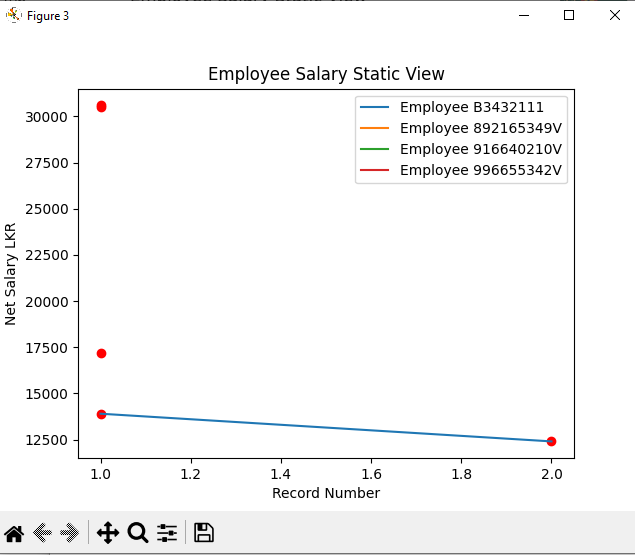 Figure 3
Employee Salary Static View
Employee B3432111
Employee 892165349V
Employee 916640210V
Employee 996655342V
Net Salary LKR
30000
27500
25000
22500
20000
17500
15000
12500
1.0 1.2 1.4 1.6 1.8 2.0
Record Number